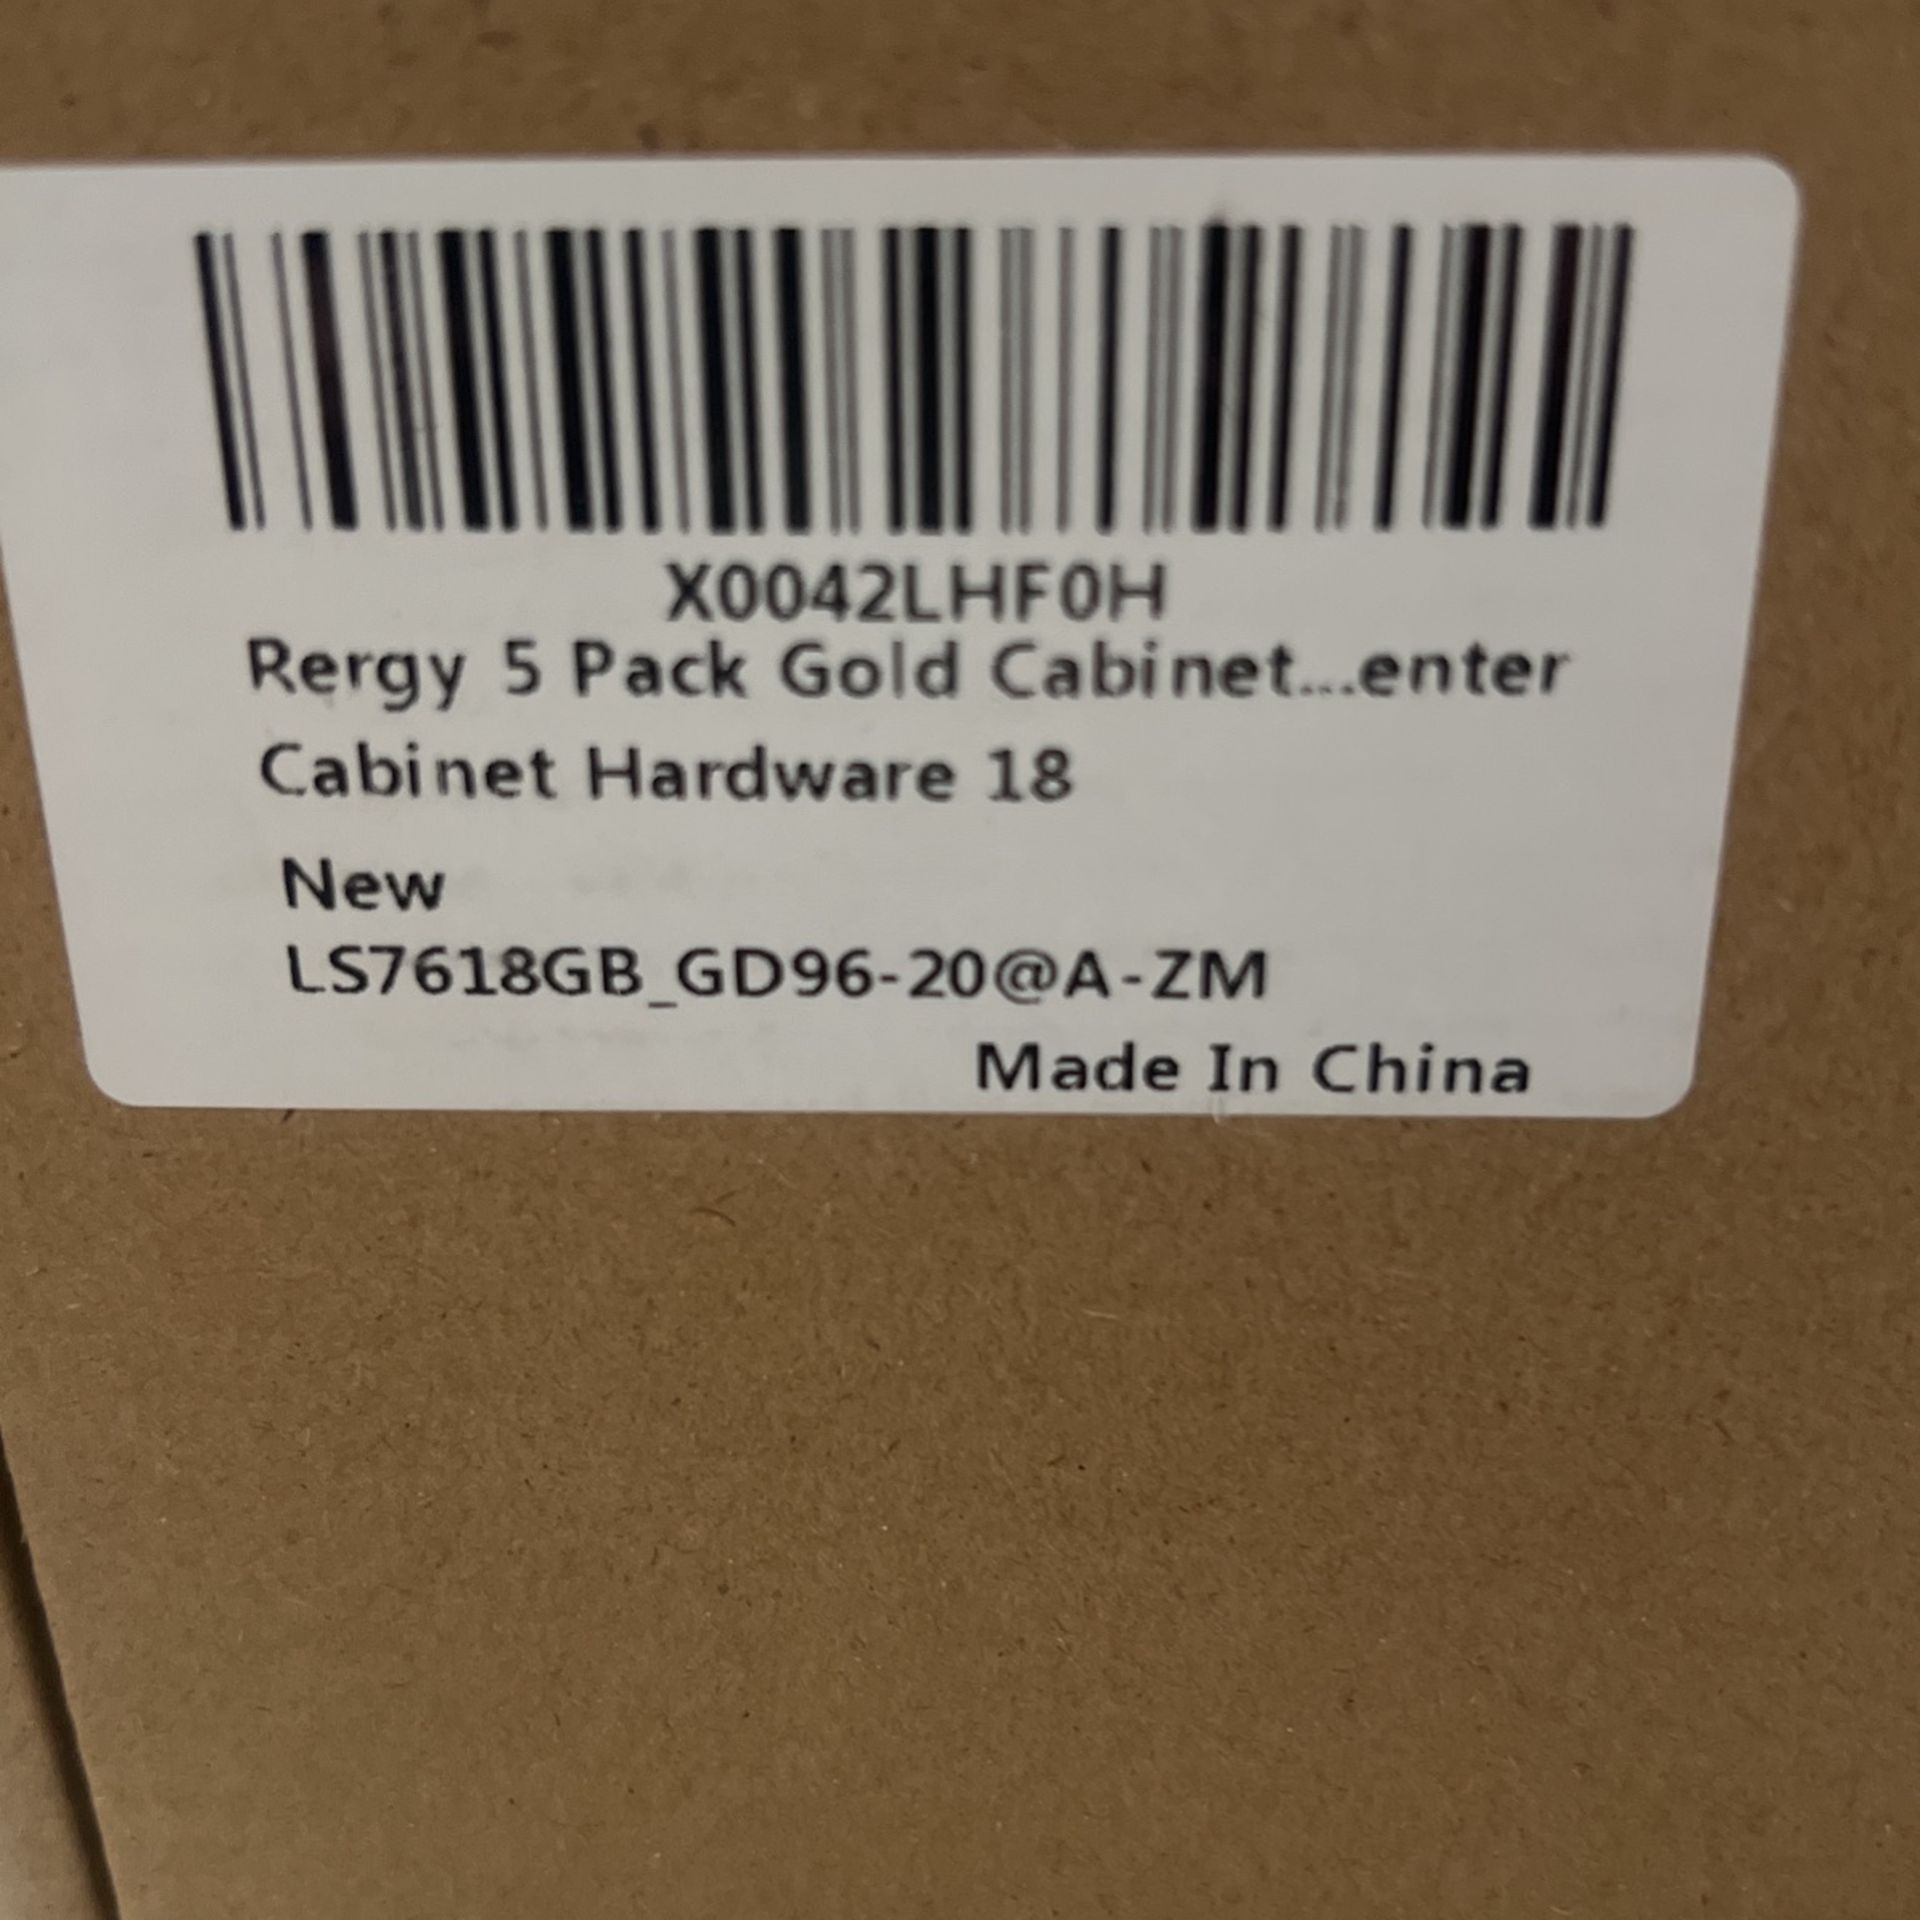 X0042LHF0H
Rergy 5 Pack Gold Cabinet...enter
Cabinet Hardware 18
New
LS7618GB_GD96-20@A-ZM
Made In China